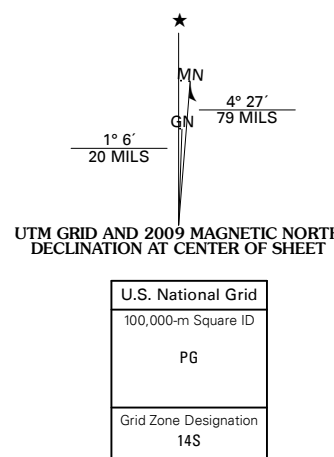 ★
MN
4° 27´
79 MILS
GN
1° 6´
20 MILS
UTM GRID AND 2009 MAGNETIC NORTH
DECLINATION AT CENTER OF SHEET
U.S. National Grid
100,000-m Square ID
PG
Grid Zone Designation
14S